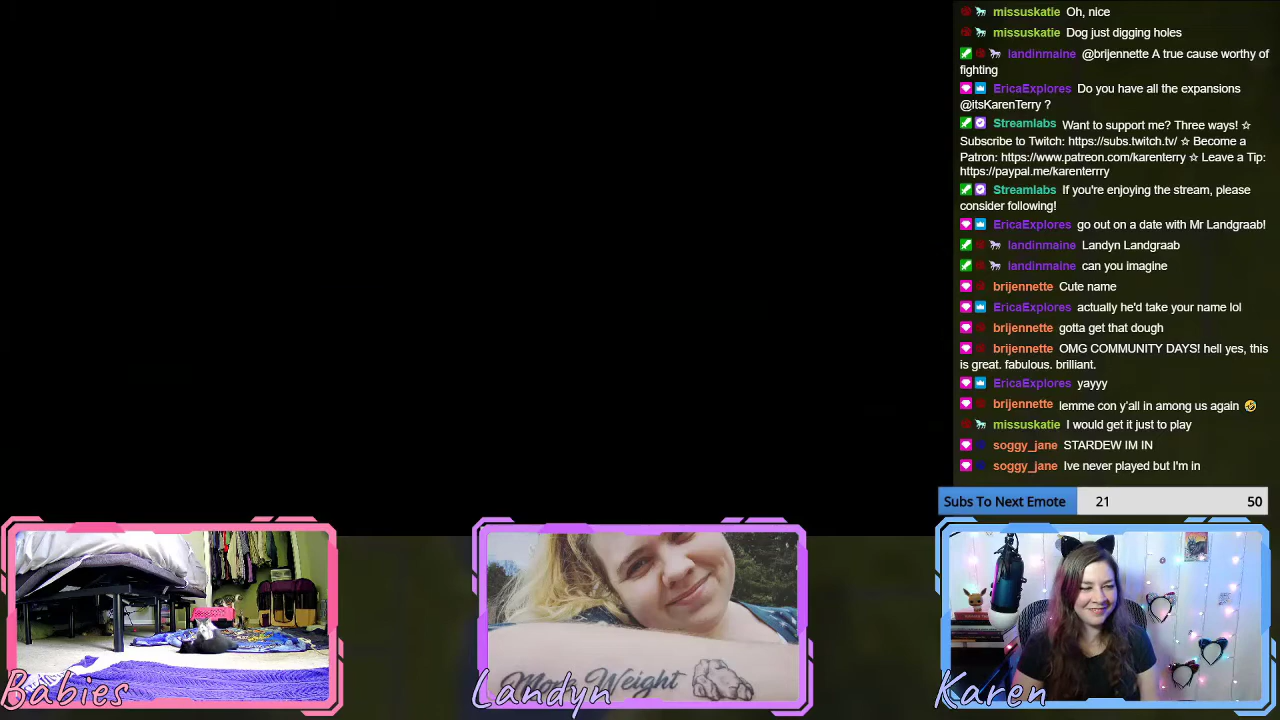 missuskatie Oh, nice
missuskatie Dog just digging holes
landinmaine @brijennette A true cause worthy of
fighting
EricaExplores Do you have all the expansions
@itsKarenTerry ?
Streamlabs Want to support me? Three ways! ☆
Subscribe to Twitch: https://subs.twitch.tv/ ☆ Become a
Patron: https://www.patreon.com/karenterry ☆ Leave a Tip:
https://paypal.me/karenterrry
Streamlabs If you're enjoying the stream, please
consider following!
EricaExplores go out on a date with Mr Landgraab!
landinmaine Landyn Landgraab
landinmaine can you imagine
brijennette Cute name
EricaExplores actually he'd take your name lol
brijennette gotta get that dough
brijennette OMG COMMUNITY DAYS! hell yes, this
is great. fabulous. brilliant.
EricaExplores yayyy
brijennette lemme con y'all in among us again 🤣
missuskatie I would get it just to play
soggy_jane STARDEW IM IN
soggy_jane Ive never played but I'm in
Subs To Next Emote 21 50
More Weight
Babies
Landyn
Karen